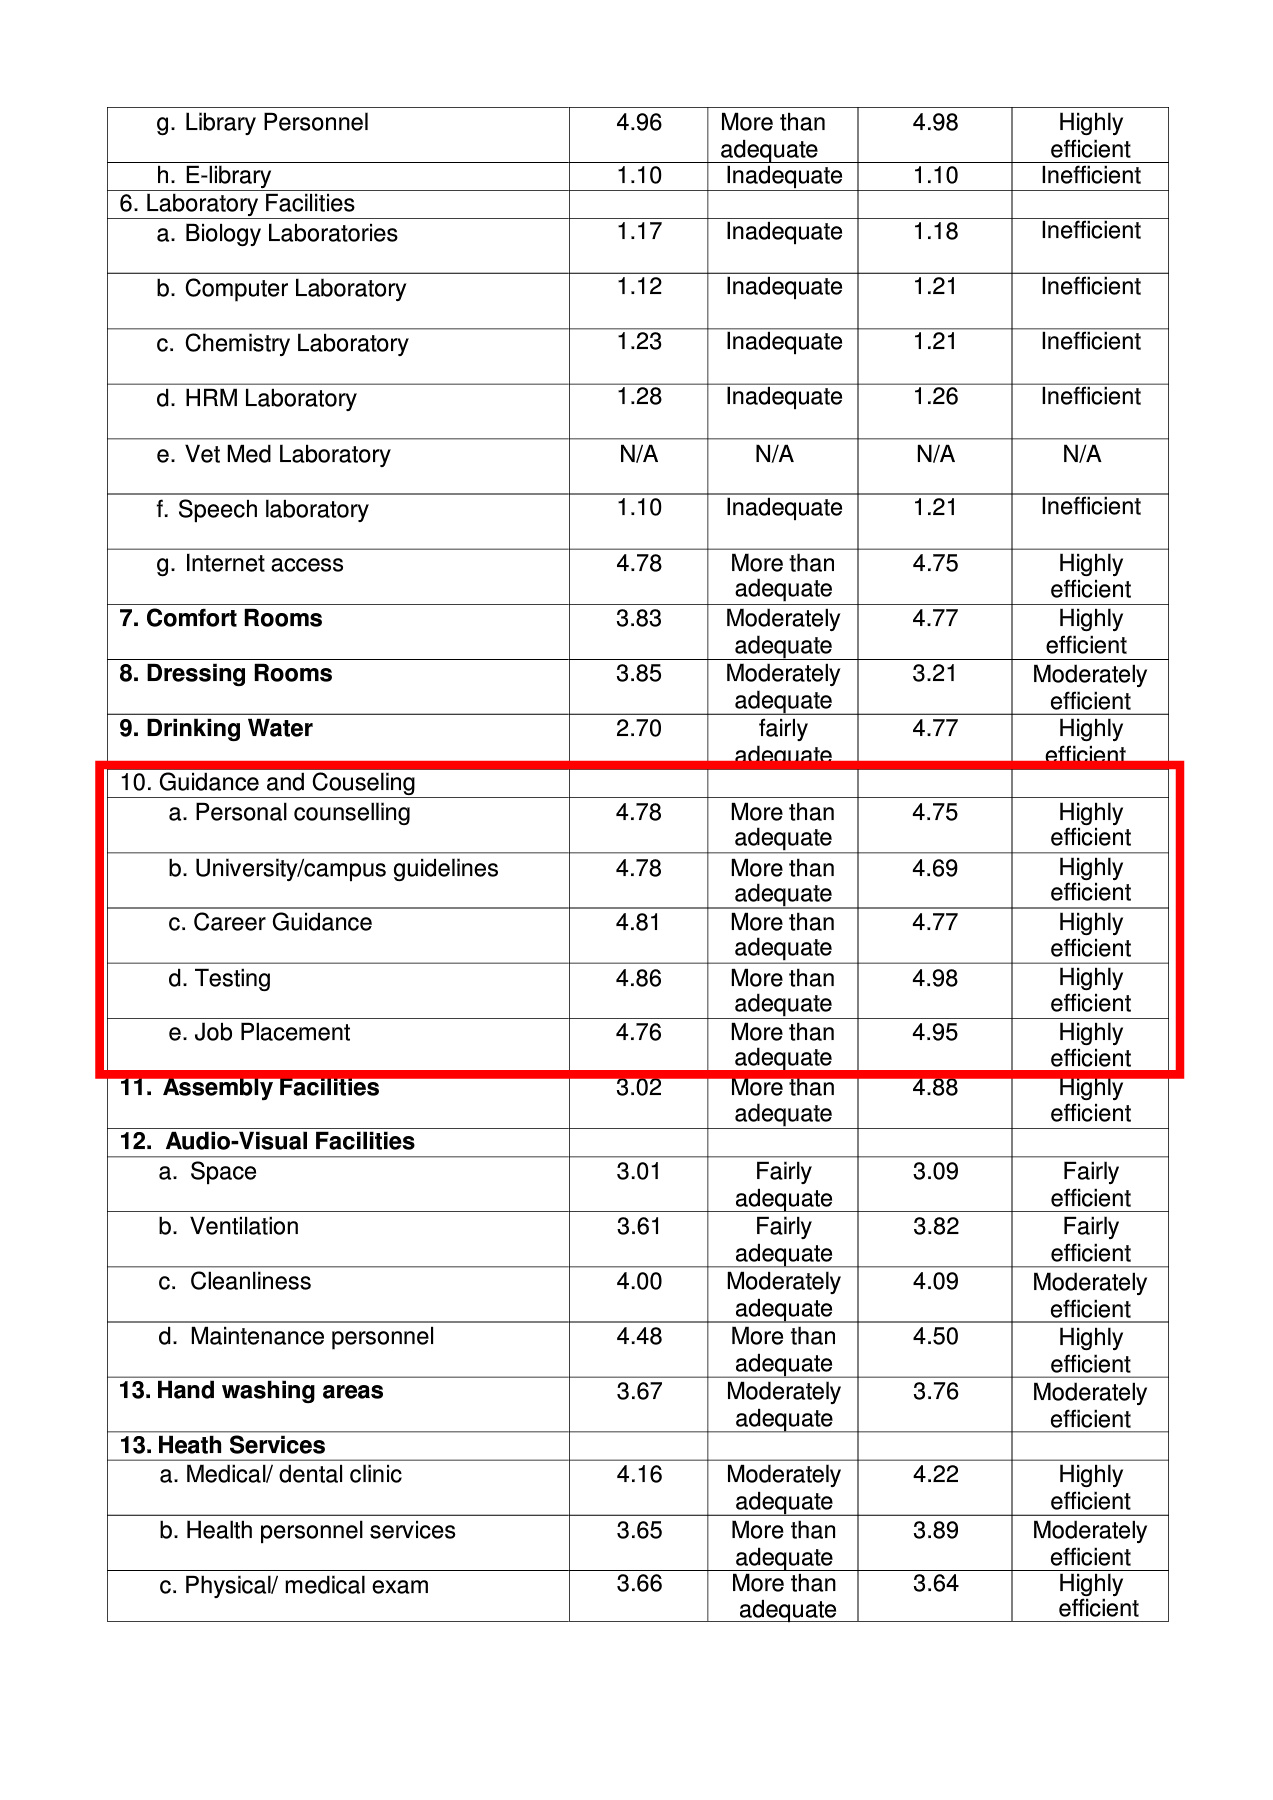 g. Library Personnel 4.96 More than 4.98 Highly
adequate efficient
h. E-library 1.10 Inadequate 1.10 Inefficient
6. Laboratory Facilities
a. Biology Laboratories 1.17 Inadequate 1.18 Inefficient
b. Computer Laboratory 1.12 Inadequate 1.21 Inefficient
c. Chemistry Laboratory 1.23 Inadequate 1.21 Inefficient
d. HRM Laboratory 1.28 Inadequate 1.26 Inefficient
e. Vet Med Laboratory N/A N/A N/A N/A
f. Speech laboratory 1.10 Inadequate 1.21 Inefficient
g. Internet access 4.78 More than 4.75 Highly
adequate efficient
7. Comfort Rooms 3.83 Moderately 4.77 Highly
adequate efficient
8. Dressing Rooms 3.85 Moderately 3.21 Moderately
adequate efficient
9. Drinking Water 2.70 fairly 4.77 Highly
adequate efficient
10. Guidance and Couseling
a. Personal counselling 4.78 More than 4.75 Highly
adequate efficient
b. University/campus guidelines 4.78 More than 4.69 Highly
adequate efficient
c. Career Guidance 4.81 More than 4.77 Highly
adequate efficient
d. Testing 4.86 More than 4.98 Highly
adequate efficient
e. Job Placement 4.76 More than 4.95 Highly
adequate efficient
11. Assembly Facilities 3.02 More than 4.88 Highly
adequate efficient
12. Audio-Visual Facilities
a. Space 3.01 Fairly 3.09 Fairly
adequate efficient
b. Ventilation 3.61 Fairly 3.82 Fairly
adequate efficient
c. Cleanliness 4.00 Moderately 4.09 Moderately
adequate efficient
d. Maintenance personnel 4.48 More than 4.50 Highly
adequate efficient
13. Hand washing areas 3.67 Moderately 3.76 Moderately
adequate efficient
13. Heath Services
a. Medical/ dental clinic 4.16 Moderately 4.22 Highly
adequate efficient
b. Health personnel services 3.65 More than 3.89 Moderately
adequate efficient
c. Physical/ medical exam 3.66 More than 3.64 Highly
adequate efficient